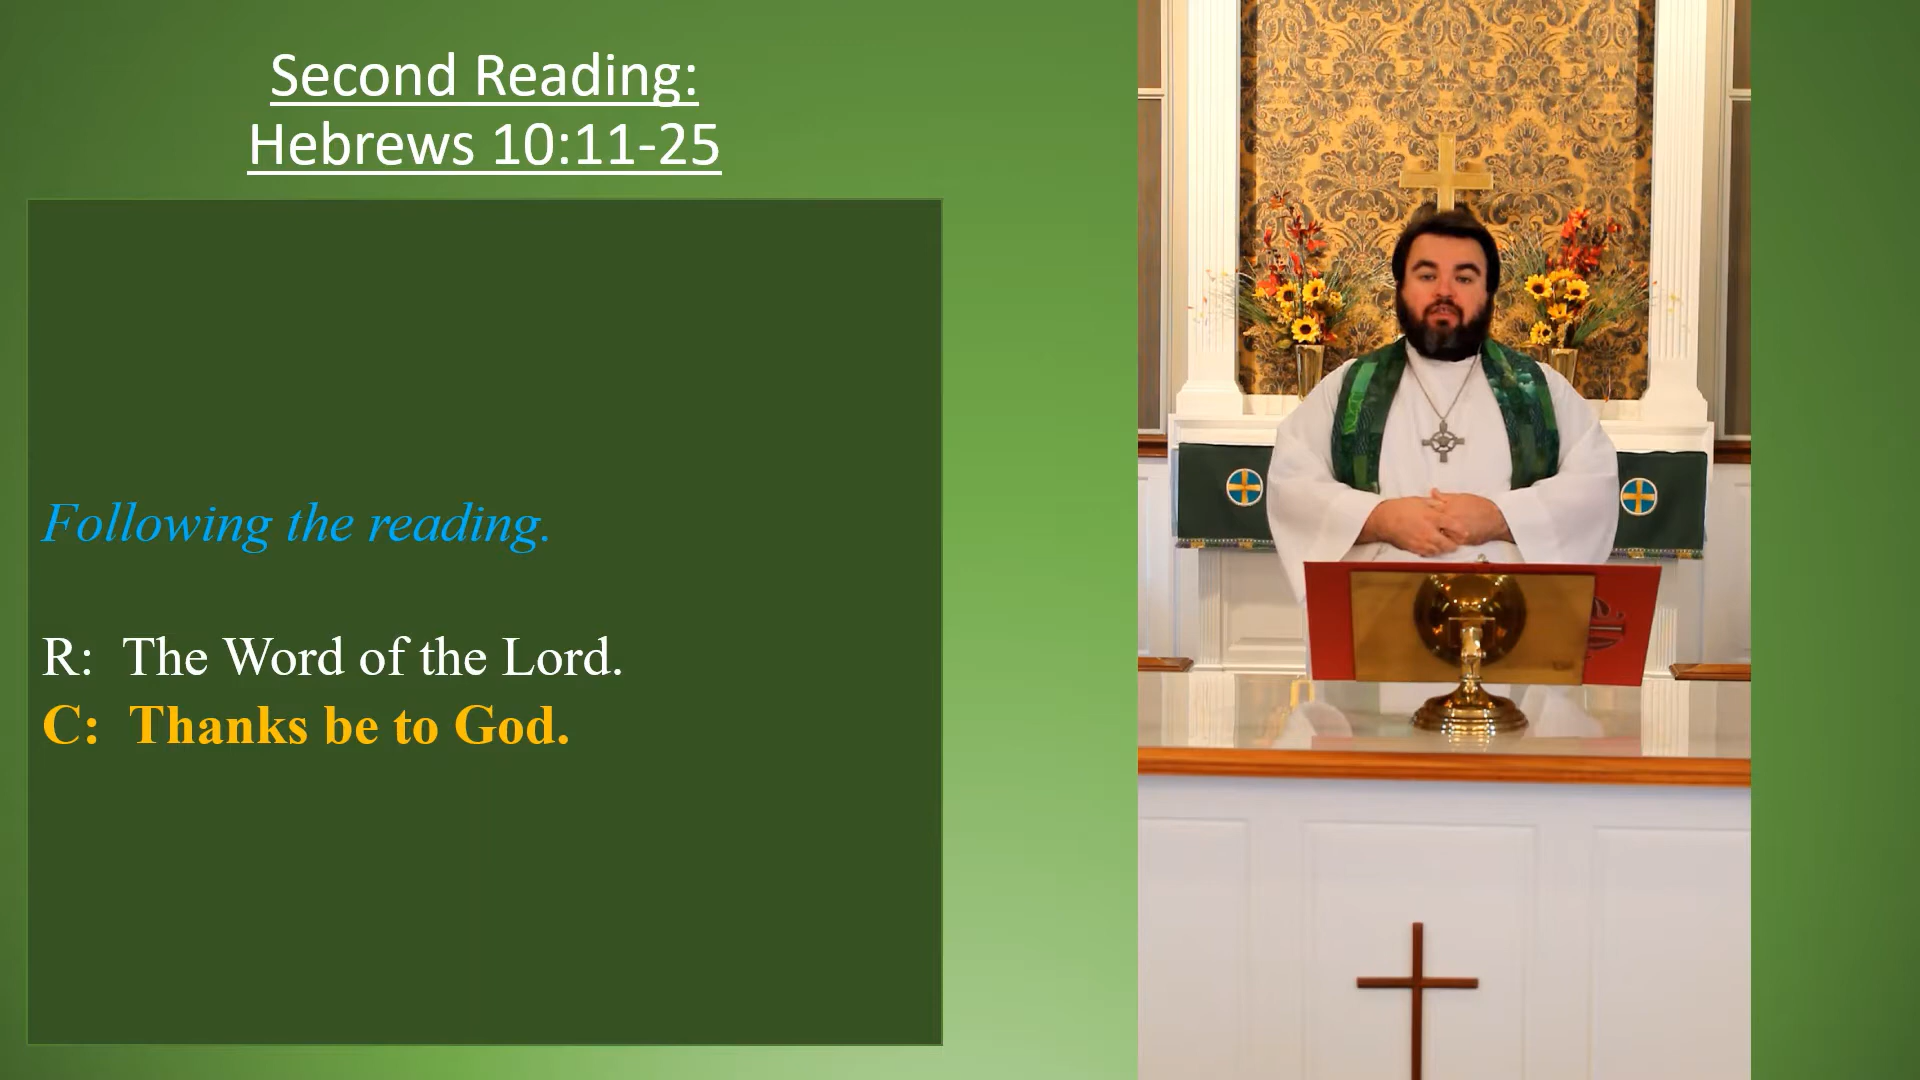 Second Reading:
Hebrews 10:11-25
Following the reading.
R: The Word of the Lord.
C: Thanks be to God.